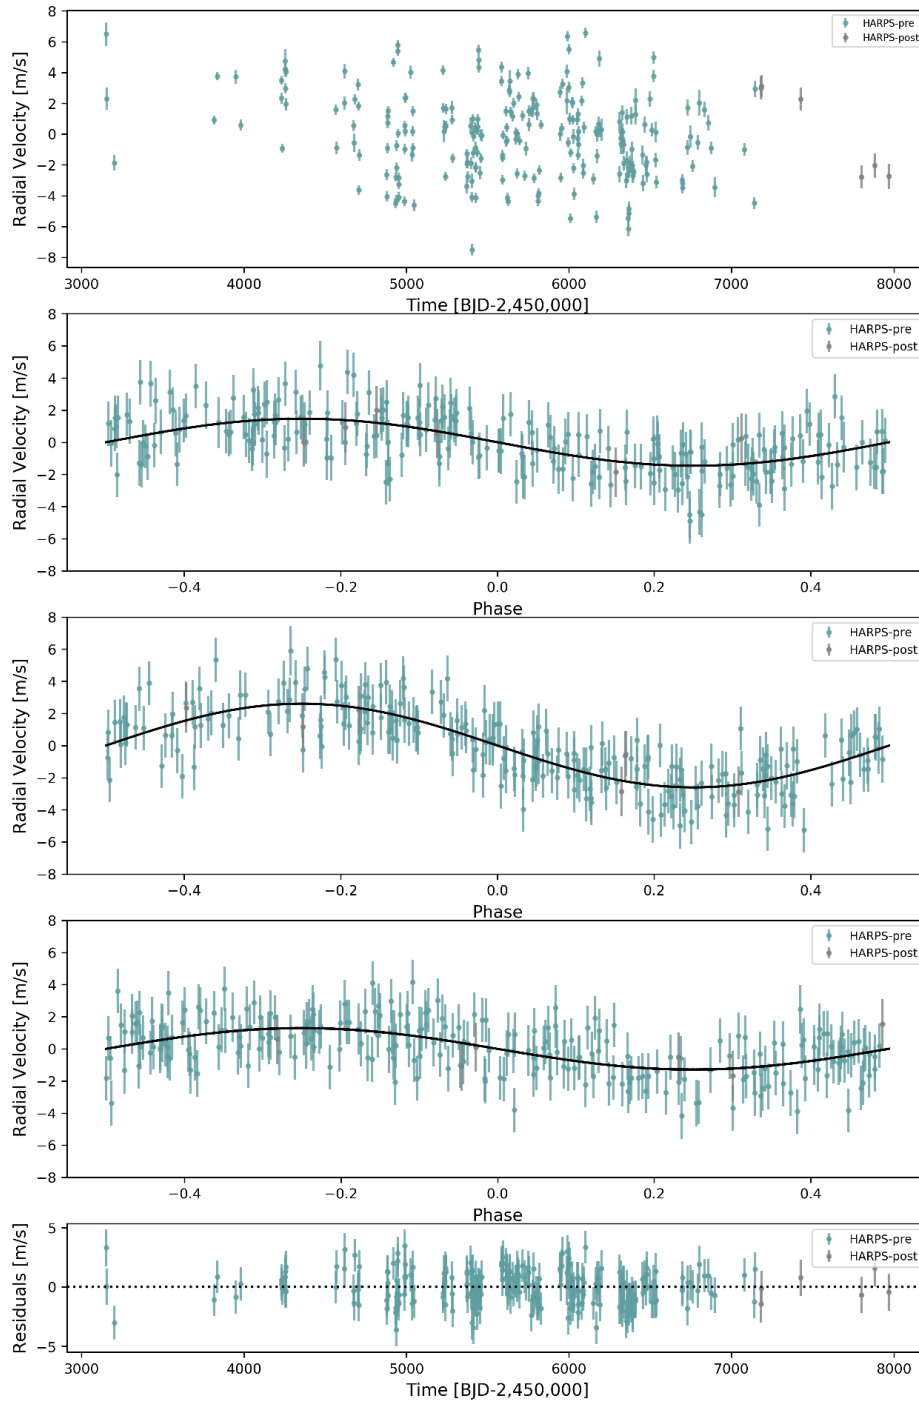 8
6
4
2
0
−2
−4
−6
−8
Radial Velocity [m/s]
HARPS-pre
HARPS-post
3000 4000 5000 6000 7000 8000
Time [BJD-2,450,000]
8
6
4
2
0
−2
−4
−6
−8
Radial Velocity [m/s]
HARPS-pre
HARPS-post
−0.4 −0.2 0.0 0.2 0.4
Phase
8
6
4
2
0
−2
−4
−6
−8
Radial Velocity [m/s]
HARPS-pre
HARPS-post
−0.4 −0.2 0.0 0.2 0.4
Phase
8
6
4
2
0
−2
−4
−6
−8
Radial Velocity [m/s]
HARPS-pre
HARPS-post
−0.4 −0.2 0.0 0.2 0.4
Phase
5
0
−5
Residuals [m/s]
HARPS-pre
HARPS-post
3000 4000 5000 6000 7000 8000
Time [BJD-2,450,000]